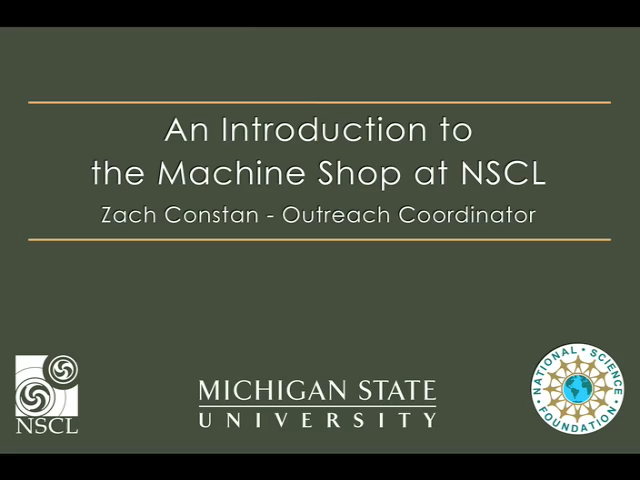 An Introduction to
the Machine Shop at NSCL
Zach Constan - Outreach Coordinator
NSCL
MICHIGAN STATE
UNIVERSITY
NATIONAL • SCIENCE
FOUNDATION